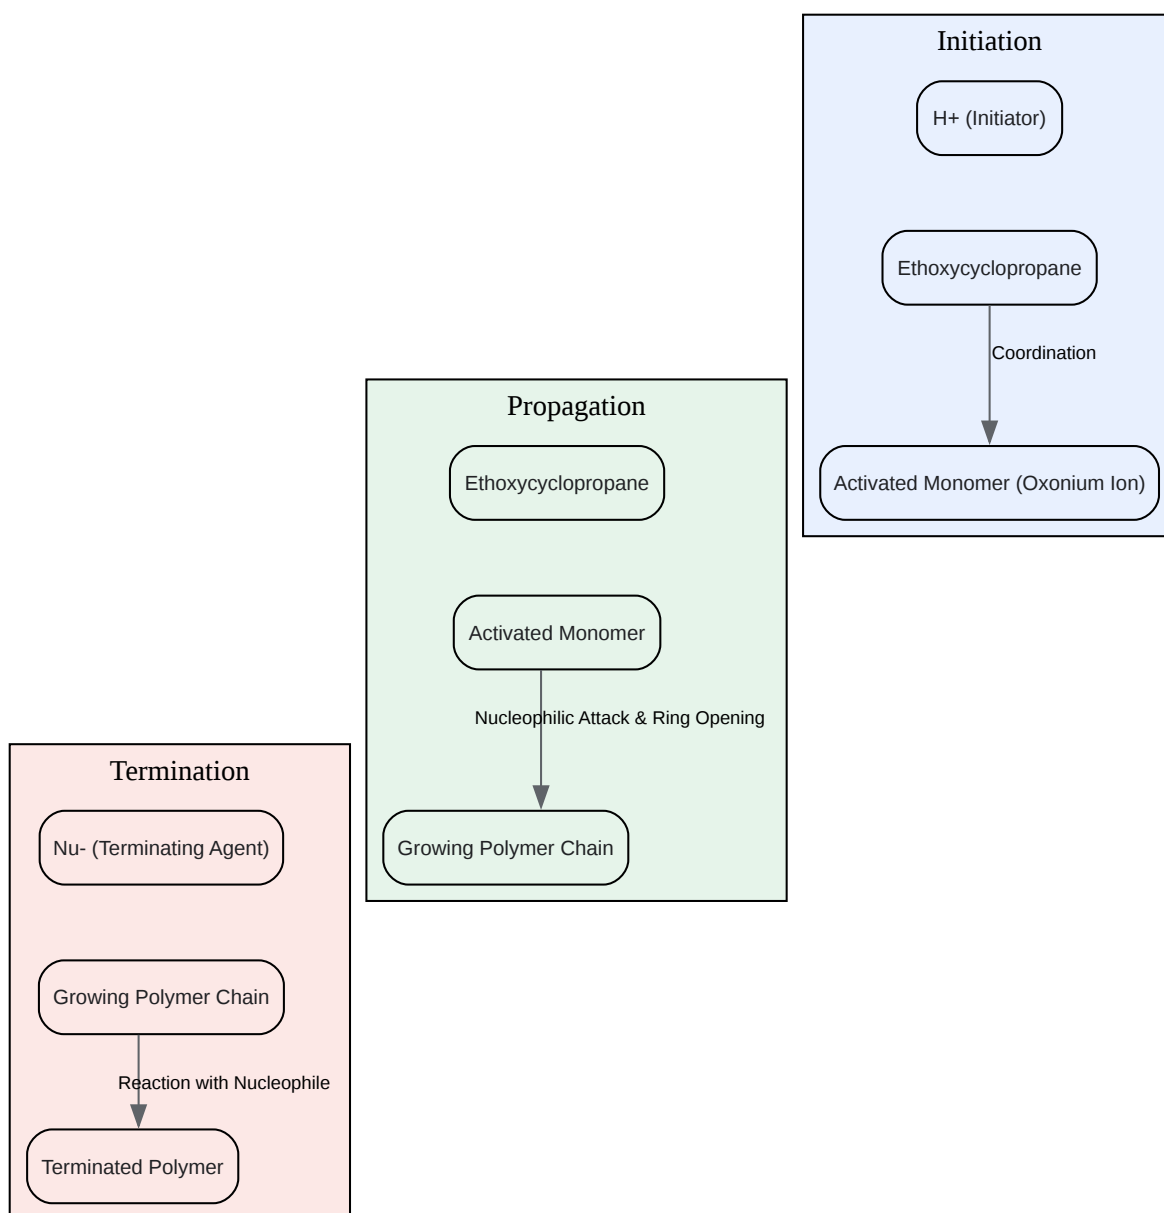 Initiation
H+ (Initiator)
Ethoxycyclopropane
Coordination
Activated Monomer (Oxonium Ion)
Propagation
Ethoxycyclopropane
Activated Monomer
Nucleophilic Attack & Ring Opening
Growing Polymer Chain
Termination
Nu- (Terminating Agent)
Growing Polymer Chain
Reaction with Nucleophile
Terminated Polymer